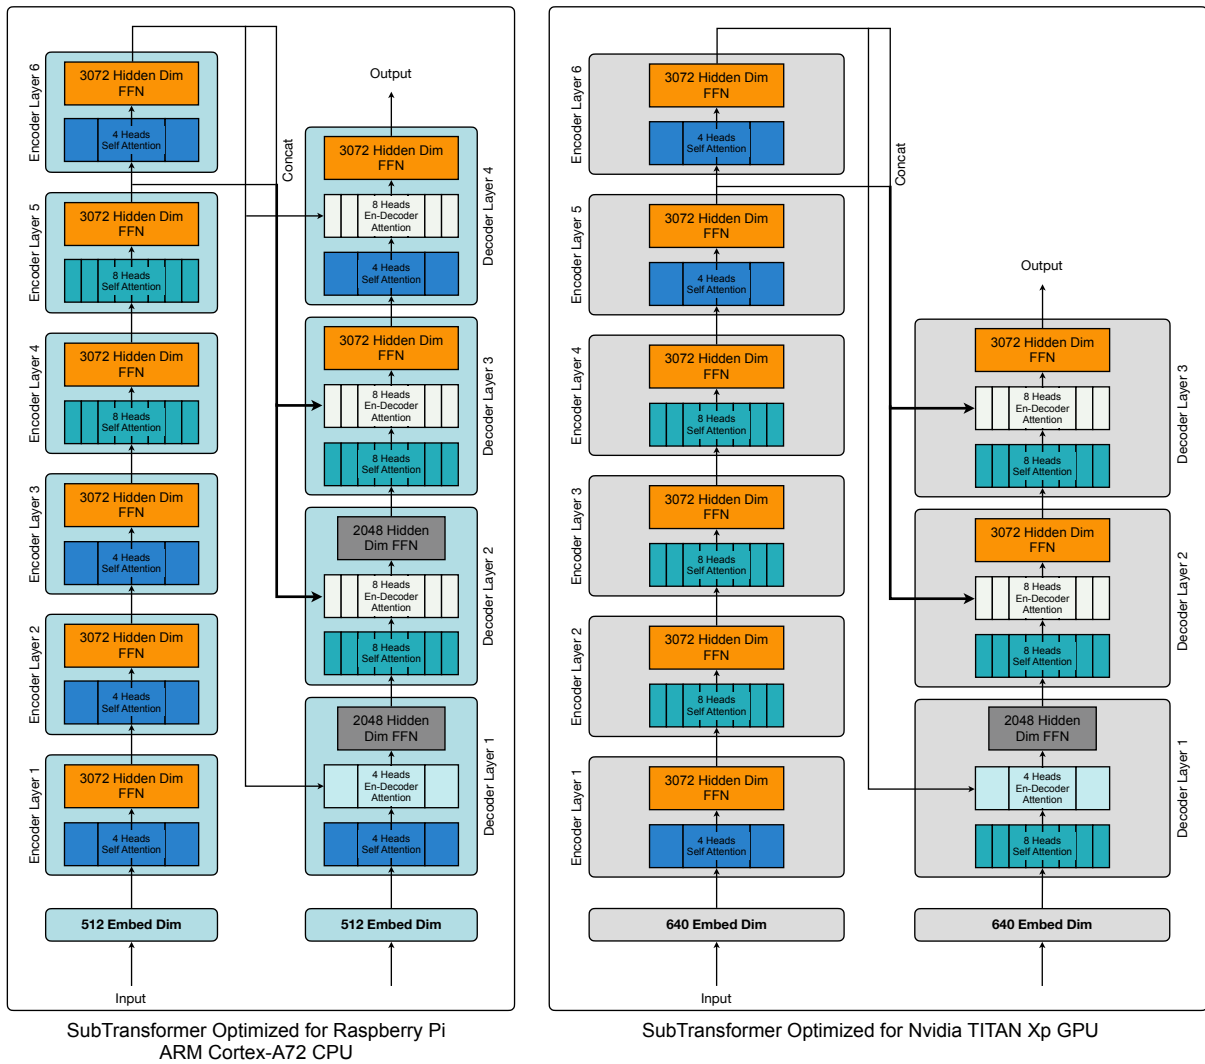 Output
3072 Hidden Dim
FFN
4 Heads
Self Attention
Encoder Layer 6
Concat
3072 Hidden Dim
FFN
8 Heads
Self Attention
Encoder Layer 5
3072 Hidden Dim
FFN
8 Heads
Self Attention
Encoder Layer 4
3072 Hidden Dim
FFN
4 Heads
Self Attention
Encoder Layer 3
3072 Hidden Dim
FFN
4 Heads
Self Attention
Encoder Layer 2
3072 Hidden Dim
FFN
4 Heads
Self Attention
Encoder Layer 1
512 Embed Dim
Input
3072 Hidden Dim
FFN
8 Heads
En-Decoder
Attention
4 Heads
Self Attention
Decoder Layer 4
3072 Hidden Dim
FFN
8 Heads
En-Decoder
Attention
8 Heads
Self Attention
Decoder Layer 3
2048 Hidden
Dim FFN
8 Heads
En-Decoder
Attention
8 Heads
Self Attention
Decoder Layer 2
2048 Hidden
Dim FFN
4 Heads
En-Decoder
Attention
4 Heads
Self Attention
Decoder Layer 1
512 Embed Dim
SubTransformer Optimized for Raspberry Pi
ARM Cortex-A72 CPU
3072 Hidden Dim
FFN
4 Heads
Self Attention
Encoder Layer 6
Concat
3072 Hidden Dim
FFN
4 Heads
Self Attention
Encoder Layer 5
3072 Hidden Dim
FFN
8 Heads
Self Attention
Encoder Layer 4
3072 Hidden Dim
FFN
8 Heads
Self Attention
Encoder Layer 3
3072 Hidden Dim
FFN
8 Heads
Self Attention
Encoder Layer 2
3072 Hidden Dim
FFN
4 Heads
Self Attention
Encoder Layer 1
640 Embed Dim
Input
Output
3072 Hidden Dim
FFN
8 Heads
En-Decoder
Attention
8 Heads
Self Attention
Decoder Layer 3
3072 Hidden Dim
FFN
8 Heads
En-Decoder
Attention
8 Heads
Self Attention
Decoder Layer 2
2048 Hidden
Dim FFN
4 Heads
En-Decoder
Attention
8 Heads
Self Attention
Decoder Layer 1
640 Embed Dim
SubTransformer Optimized for Nvidia TITAN Xp GPU